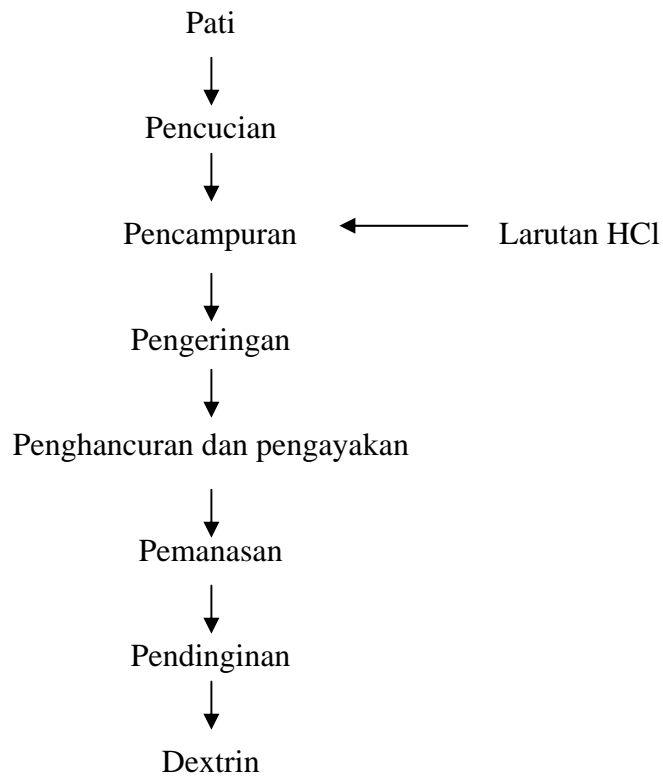 Pati
Pencucian
Pencampuran
Larutan HCl
Pengeringan
Penghancuran dan pengayakan
Pemanasan
Pendinginan
Dextrin